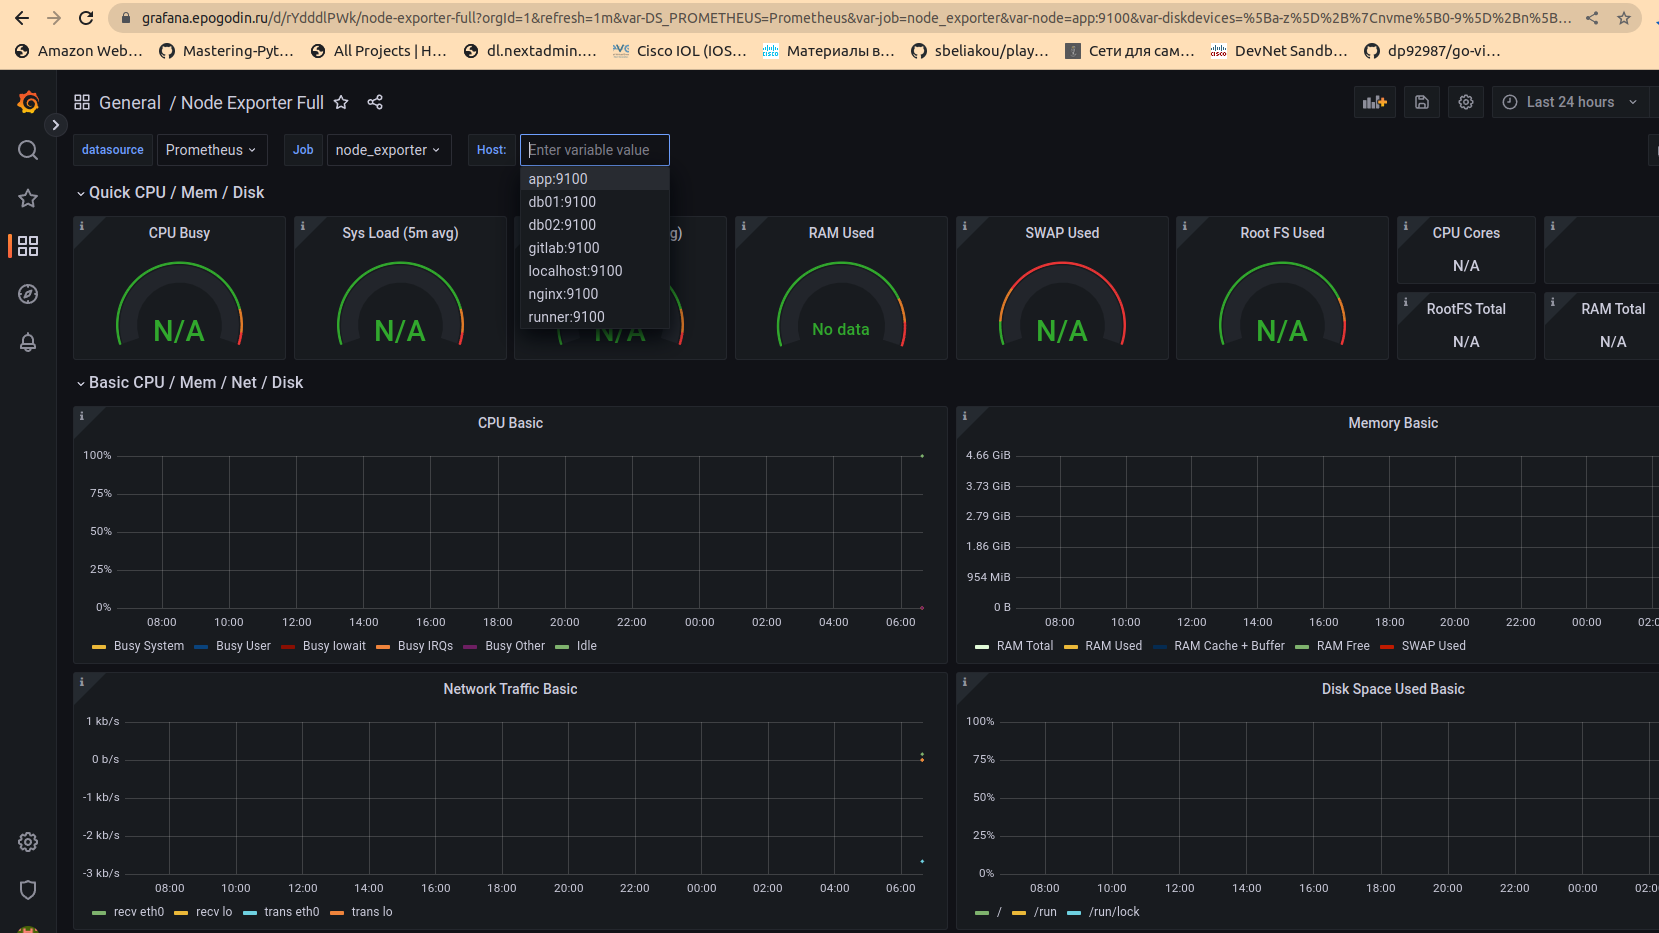 grafana.epogodin.ru/d/rYdddlPWk/node-exporter-full?orgId=1&refresh=1m&var-DS_PROMETHEUS=Prometheus&var-job=node_exporter&var-node=app:9100&var-diskdevices=%5Ba-z%5D%2B%7Cnvme%5B0-9%5D%2Bn%5B...
Amazon Web... Mastering-Pyt... All Projects | H... dl.nextadmin.... Cisco IOL (IOS... Материалы в... sbeliakou/play... Сети для сам... DevNet Sandb... dp92987/go-vi...
General / Node Exporter Full
Last 24 hours
datasource Prometheus Job node_exporter Host: Enter variable value
app:9100
db01:9100
db02:9100
gitlab:9100
localhost:9100
nginx:9100
runner:9100
Quick CPU / Mem / Disk
CPU Busy
N/A
Sys Load (5m avg)
N/A
g)
N/A
RAM Used
No data
SWAP Used
N/A
Root FS Used
N/A
CPU Cores
N/A
RootFS Total
N/A
RAM Total
N/A
Basic CPU / Mem / Net / Disk
CPU Basic
100%
75%
50%
25%
0%
08:00 10:00 12:00 14:00 16:00 18:00 20:00 22:00 00:00 02:00 04:00 06:00
Busy System Busy User Busy Iowait Busy IRQs Busy Other Idle
Memory Basic
4.66 GiB
3.73 GiB
2.79 GiB
1.86 GiB
954 MiB
0 B
08:00 10:00 12:00 14:00 16:00 18:00 20:00 22:00 00:00 02:0
RAM Total RAM Used RAM Cache + Buffer RAM Free SWAP Used
Network Traffic Basic
1 kb/s
0 b/s
-1 kb/s
-2 kb/s
-3 kb/s
08:00 10:00 12:00 14:00 16:00 18:00 20:00 22:00 00:00 02:00 04:00 06:00
recv eth0 recv lo trans eth0 trans lo
Disk Space Used Basic
100%
75%
50%
25%
0%
08:00 10:00 12:00 14:00 16:00 18:00 20:00 22:00 00:00 02:0
/ /run /run/lock